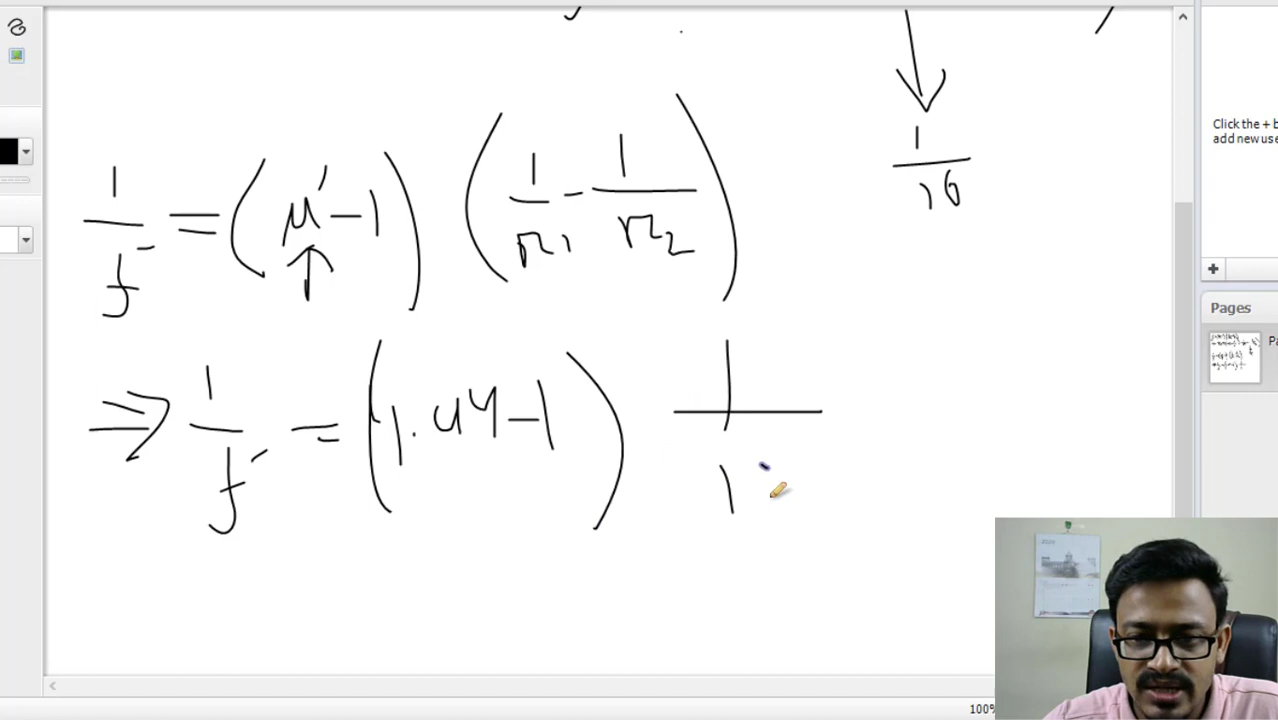 1/f' = (μ' - 1) (1/r₁ - 1/r₂)
1/16
⇒ 1/f' = (1.44 - 1) 1/1
Click the + b
add new use
Pages
Pa
100%